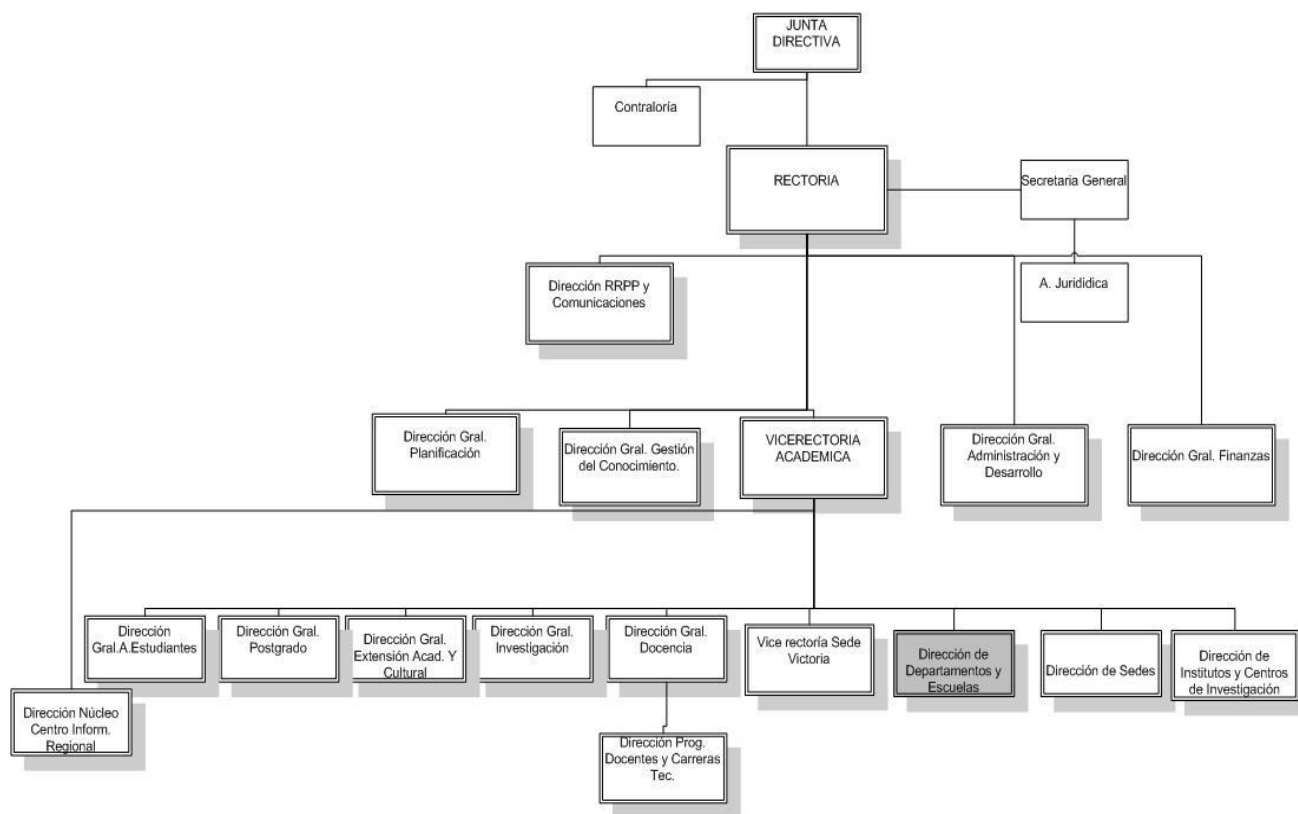 JUNTA
DIRECTIVA
Contraloría
RECTORIA
Secretaria General
Dirección RRPP y
Comunicaciones
A. Jurididica
Dirección Gral.
Planificación
Dirección Gral. Gestión
del Conocimiento.
VICERECTORIA
ACADEMICA
Dirección Gral.
Administración y
Desarrollo
Dirección Gral. Finanzas
Dirección
Gral.A.Estudiantes
Dirección Gral.
Postgrado
Dirección Gral.
Extensión Acad. Y
Cultural
Dirección Gral.
Investigación
Dirección Gral.
Docencia
Vice rectoría Sede
Victoria
Dirección de
Departamentos y
Escuelas
Dirección de Sedes
Dirección de
Institutos y Centros
de Investigación
Dirección Núcleo
Centro Inform.
Regional
Dirección Prog.
Docentes y Carreras
Tec.